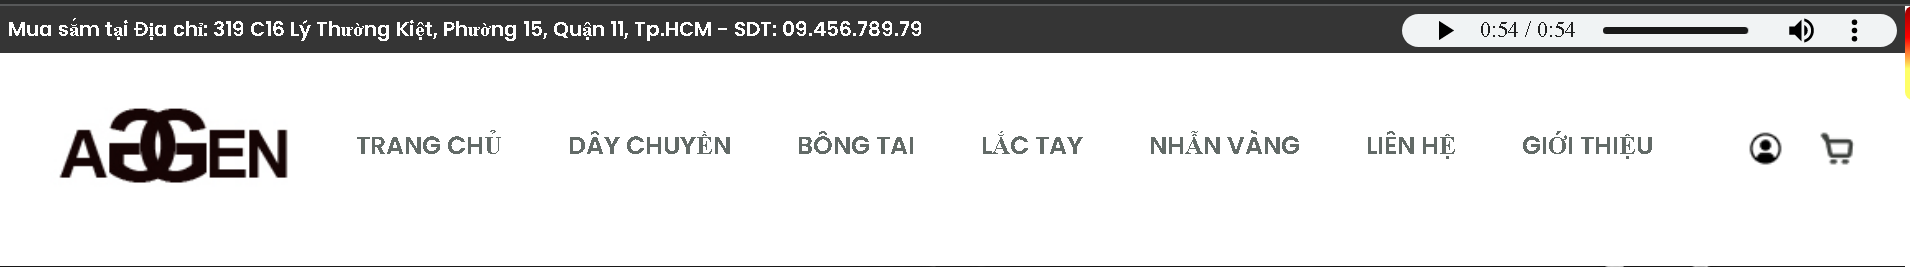 Mua sắm tại Địa chỉ: 319 C16 Lý Thường Kiệt, Phường 15, Quận 11, Tp.HCM - SDT: 09.456.789.79
0:54 / 0:54
AGGEN
TRANG CHỦ
DÂY CHUYỀN
BÔNG TAI
LẮC TAY
NHẪN VÀNG
LIÊN HỆ
GIỚI THIỆU